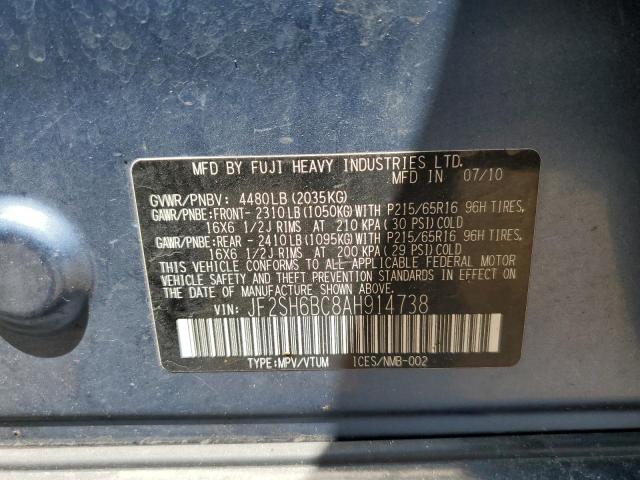 MFD BY FUJI HEAVY INDUSTRIES LTD.
MFD IN 07/10
GVWR/PNBV: 4480LB (2035KG)
GAWR/PNBE:FRONT- 2310LB (1050KG) WITH P215/65R16 96H TIRES,
16X6 1/2J RIMS AT 210 KPA (30 PSI) COLD
GAWR/PNBE:REAR - 2410LB (1095KG) WITH P215/65R16 96H TIRES,
16X6 1/2J RIMS AT 200 KPA (29 PSI) COLD
THIS VEHICLE CONFORMS TO ALL APPLICABLE FEDERAL MOTOR
VEHICLE SAFETY AND THEFT PREVENTION STANDARDS IN EFFECT ON
THE DATE OF MANUFACTURE SHOWN ABOVE.
VIN: JF2SH6BC8AH914738
TYPE:MPV/VTUM ICES/NMB-002